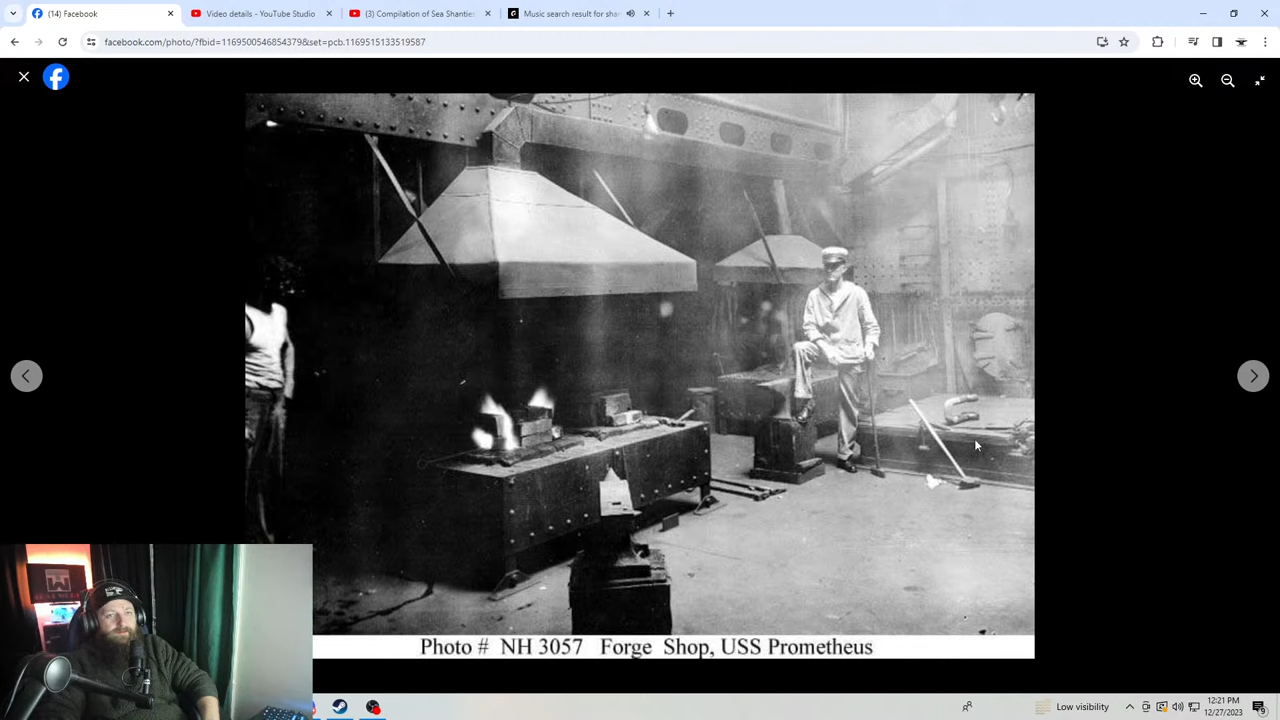 (14) Facebook
Video details - YouTube Studio
(3) Compilation of Sea Shanties
Music search result for shar
facebook.com/photo/?fbid=1169500546854379&set=pcb.1169515133519587
Photo # NH 3057 Forge Shop, USS Prometheus
Low visibility
12:21 PM
12/27/2023